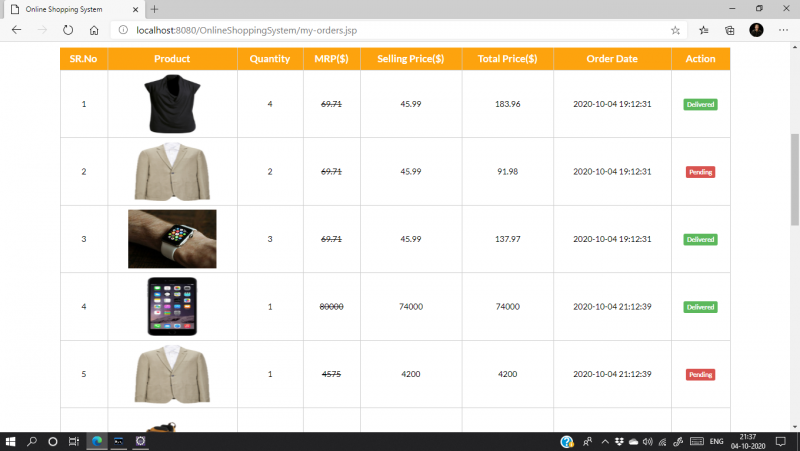 Online Shopping System
localhost:8080/OnlineShoppingSystem/my-orders.jsp
SR.No Product Quantity MRP($) Selling Price($) Total Price($) Order Date Action
1 4 69.71 45.99 183.96 2020-10-04 19:12:31 Delivered
2 2 69.71 45.99 91.98 2020-10-04 19:12:31 Pending
3 3 69.71 45.99 137.97 2020-10-04 19:12:31 Delivered
4 1 80000 74000 74000 2020-10-04 21:12:39 Delivered
5 1 4575 4200 4200 2020-10-04 21:12:39 Pending
ENG
21:37
04-10-2020